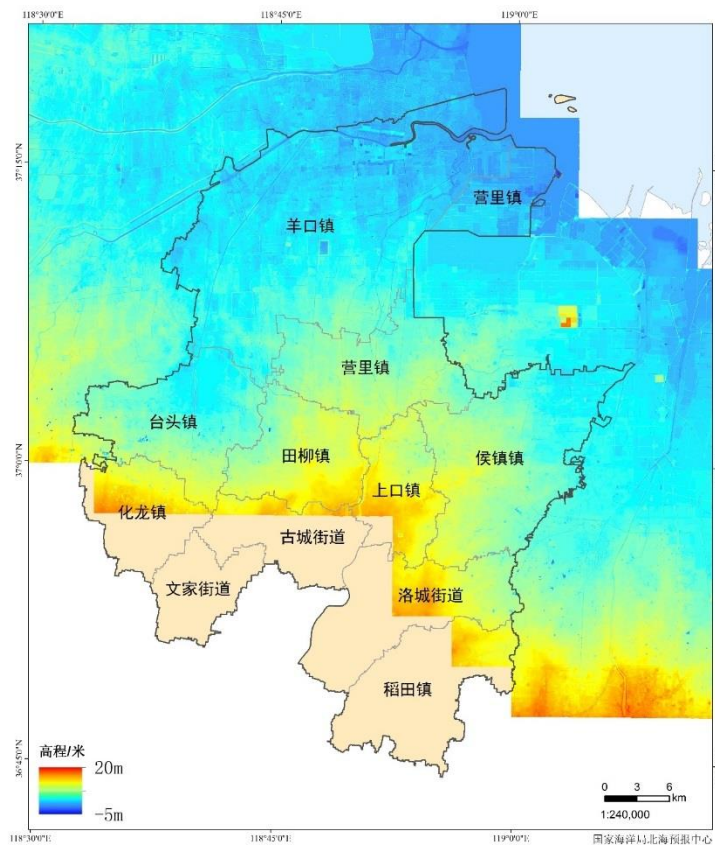 118°30'0"E 118°45'0"E 119°0'0"E
37°15'0"N
营里镇
羊口镇
营里镇
台头镇
37°0'0"N
田柳镇
侯镇镇
上口镇
化龙镇
古城街道
文家街道
洛城街道
稻田镇
36°45'0"N
高程/米
20m
-5m
0 3 6
km
1:240,000
118°30'0"E 118°45'0"E 119°0'0"E
国家海洋局北海预报中心